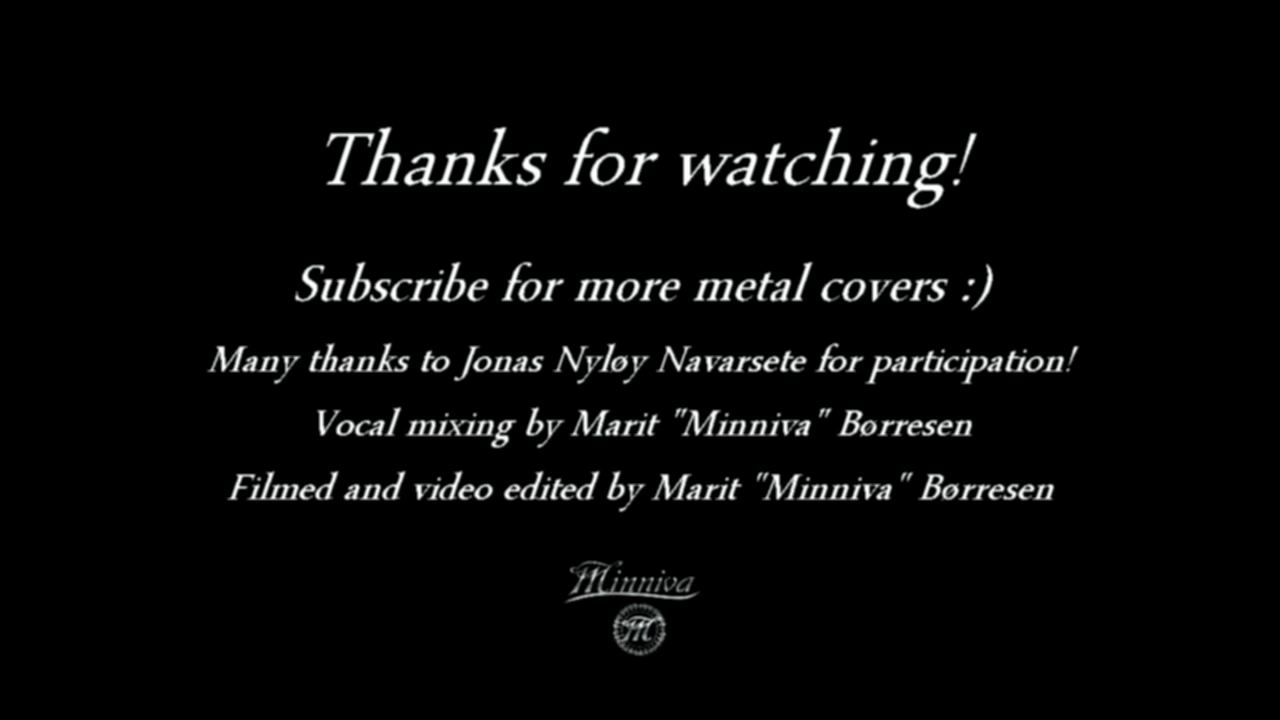 Thanks for watching!
Subscribe for more metal covers :)
Many thanks to Jonas Nyløy Navarsete for participation!
Vocal mixing by Marit "Minniva" Børresen
Filmed and video edited by Marit "Minniva" Børresen
Minniva
M